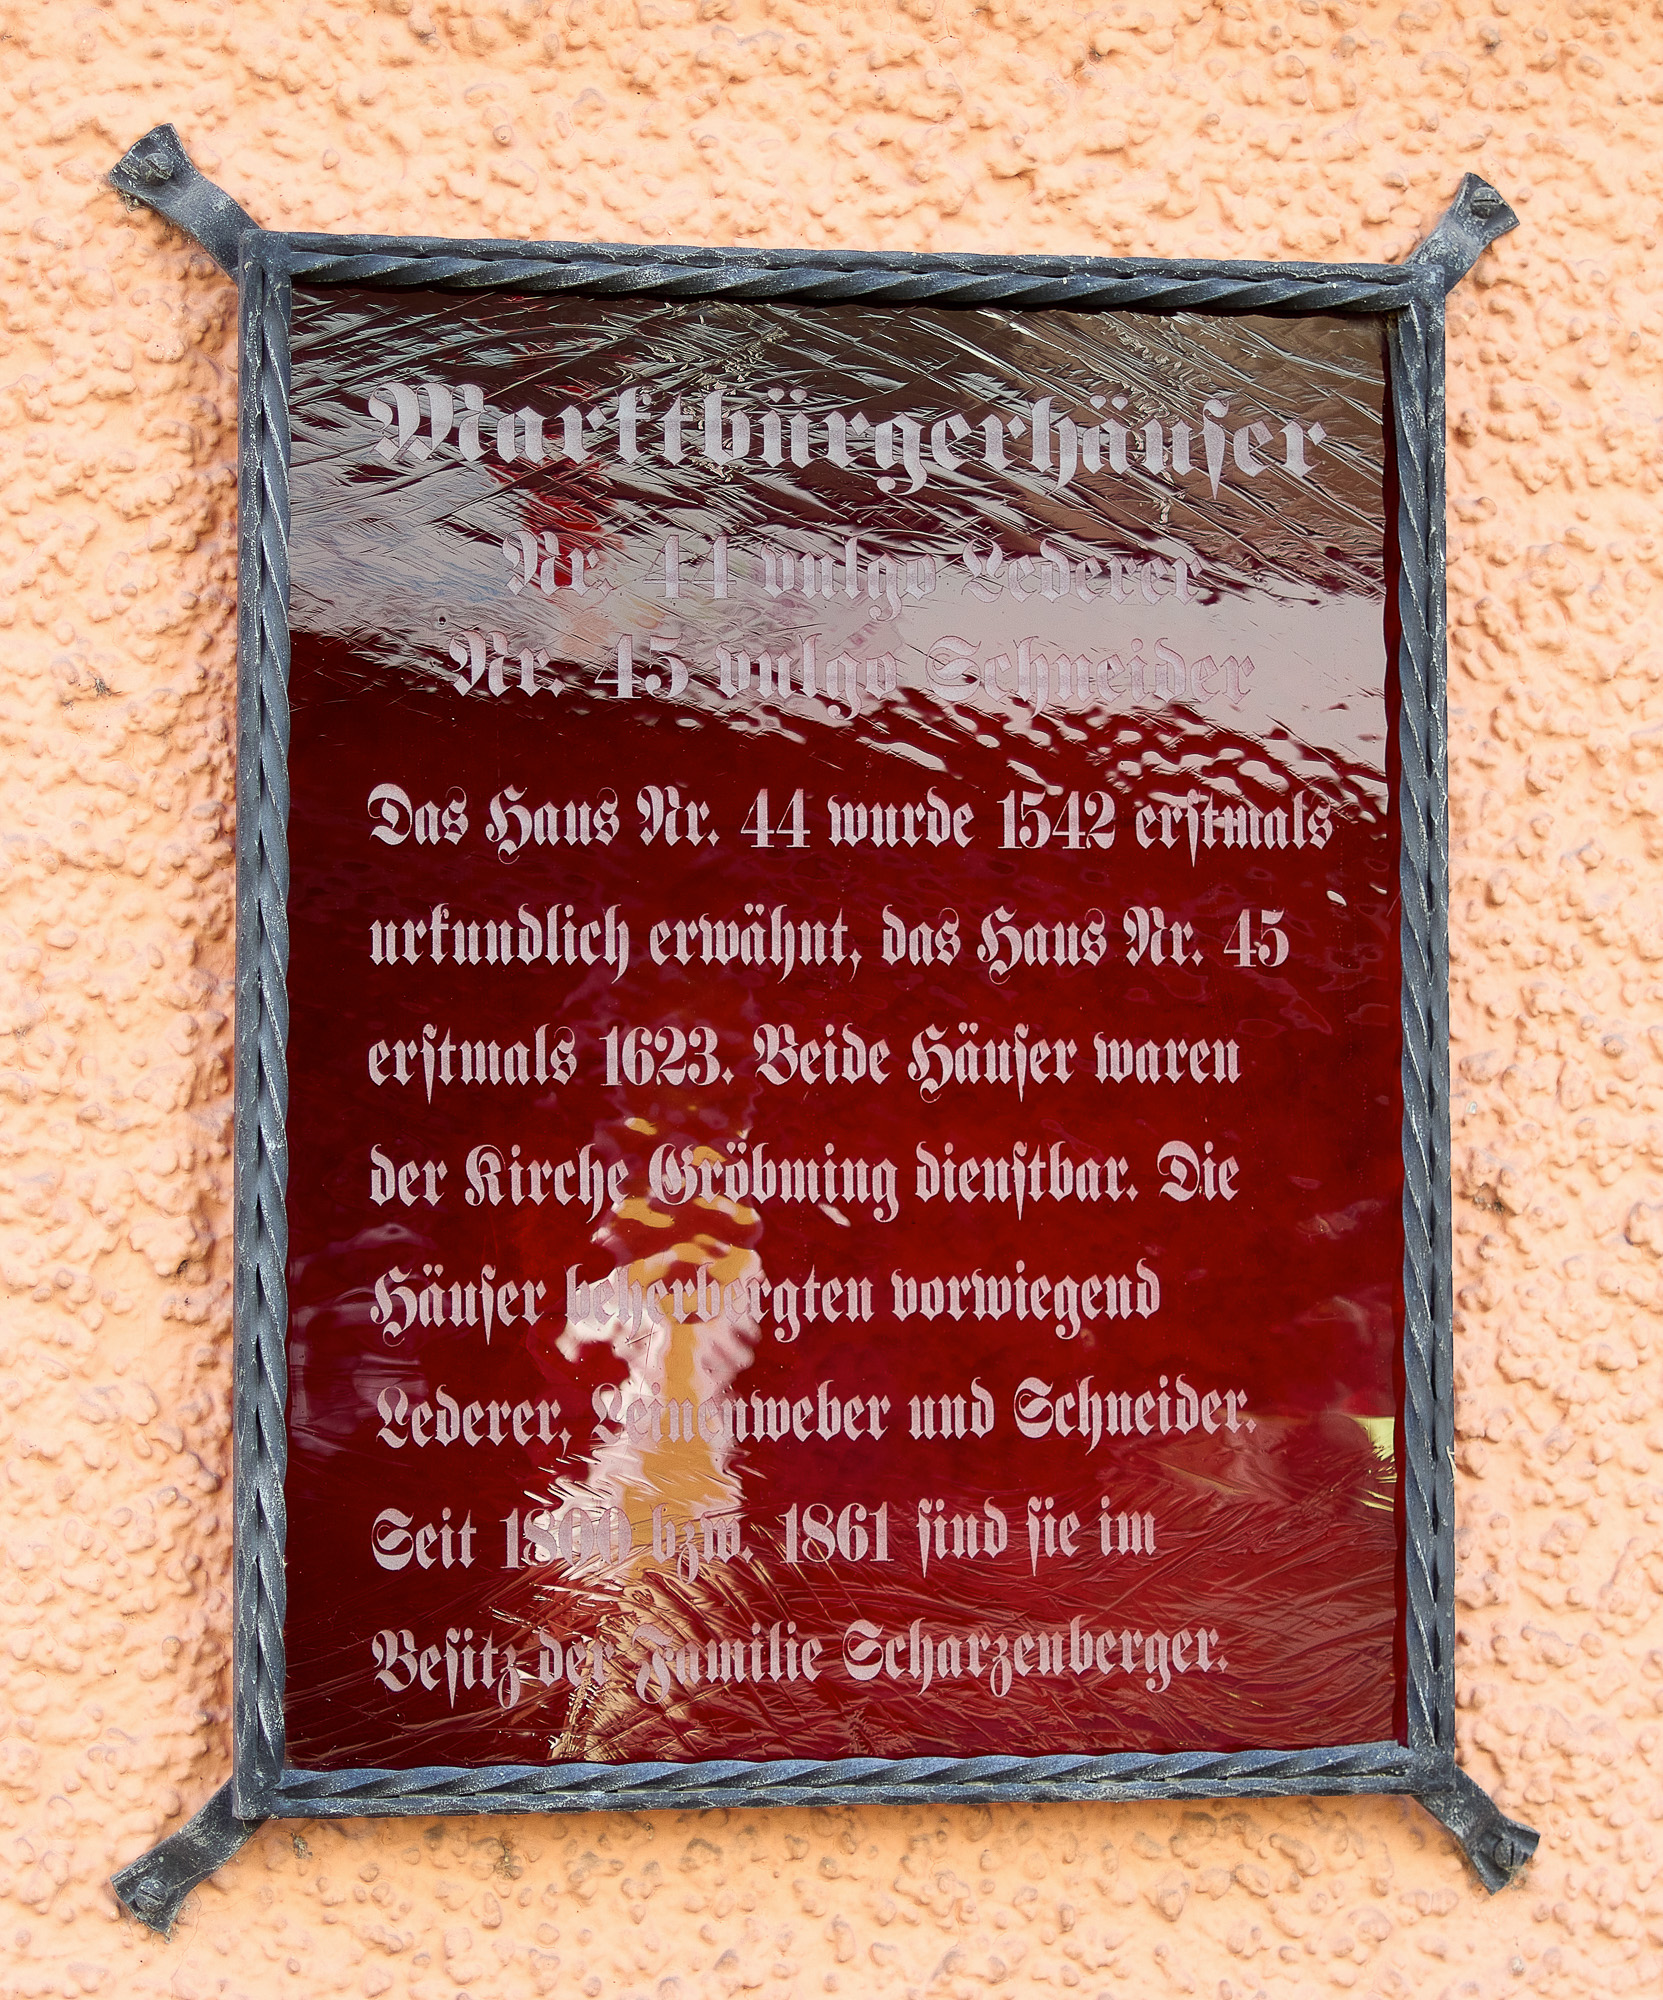 Marktbürgerhäuser
Nr. 44 vulgo Lederer
Nr. 45 vulgo Schneider
Das Haus Nr. 44 wurde 1542 erſtmals
urkundlich erwähnt, das Haus Nr. 45
erſtmals 1623. Beide Häuſer waren
der Kirche Gröbming dienſtbar. Die
Häuſer beherbergten vorwiegend
Lederer, Leinenweber und Schneider.
Seit 1800 bzw. 1861 ſind ſie im
Beſitz der Familie Scharzenberger.